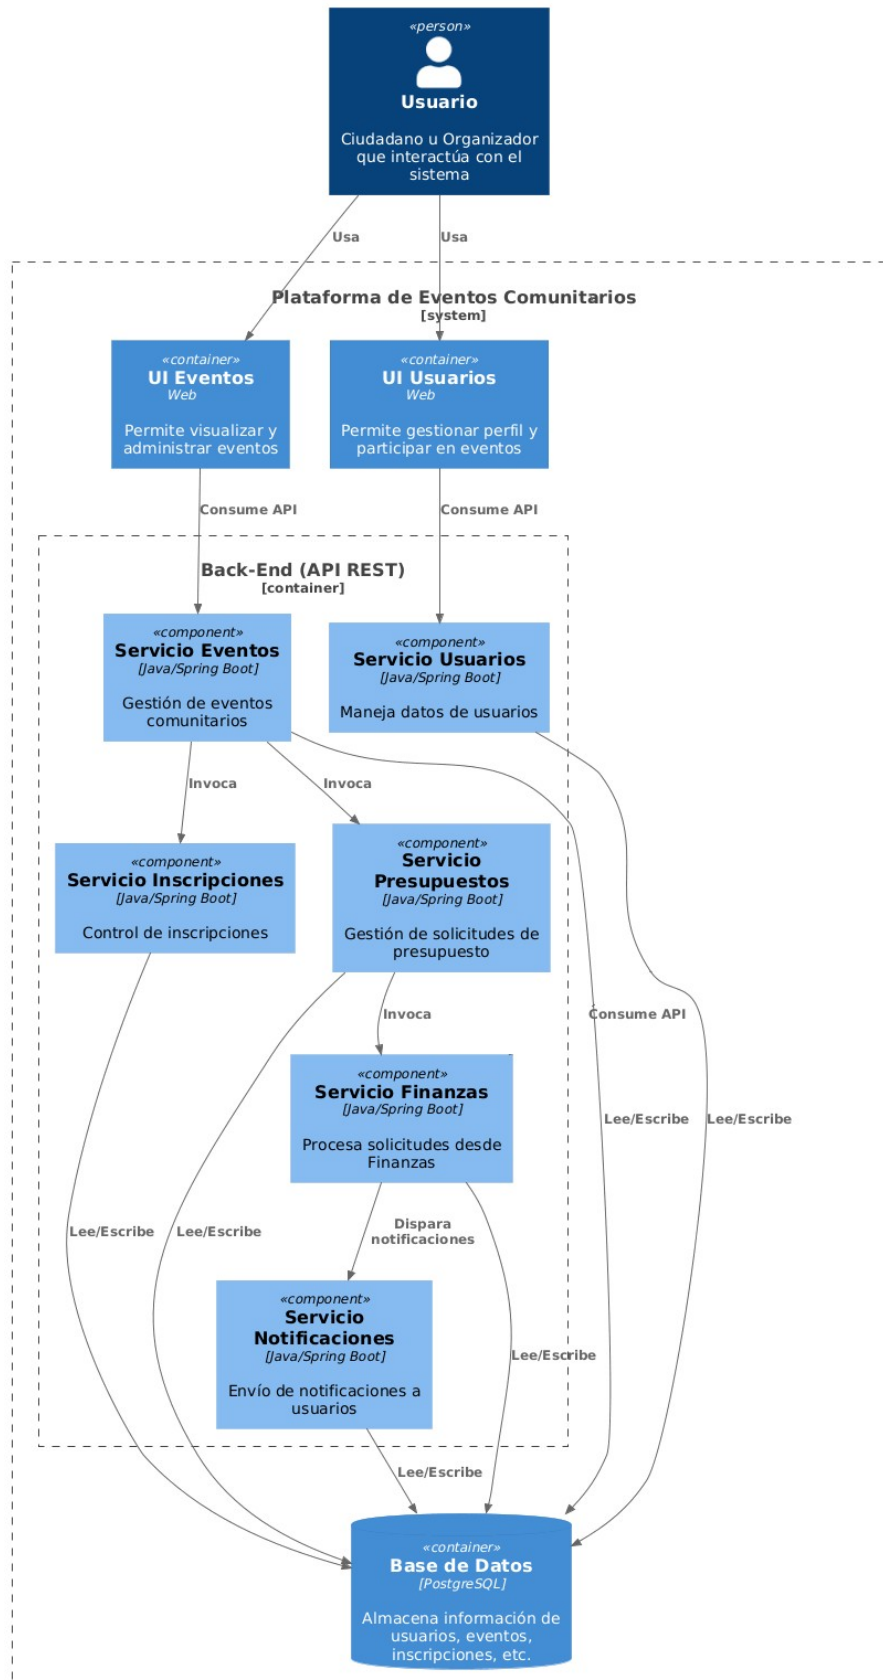 «person»
Usuario
Ciudadano u Organizador
que interactúa con el
sistema
Usa
Usa
Plataforma de Eventos Comunitarios
[system]
«container»
UI Eventos
Web
Permite visualizar y
administrar eventos
«container»
UI Usuarios
Web
Permite gestionar perfil y
participar en eventos
Consume API
Consume API
Back-End (API REST)
[container]
«component»
Servicio Eventos
[Java/Spring Boot]
Gestión de eventos
comunitarios
«component»
Servicio Usuarios
[Java/Spring Boot]
Maneja datos de usuarios
Invoca
Invoca
«component»
Servicio Inscripciones
[Java/Spring Boot]
Control de inscripciones
«component»
Servicio
Presupuestos
[Java/Spring Boot]
Gestión de solicitudes de
presupuesto
Invoca
Consume API
«component»
Servicio Finanzas
[Java/Spring Boot]
Procesa solicitudes desde
Finanzas
Lee/Escribe
Lee/Escribe
Lee/Escribe
Lee/Escribe
Dispara
notificaciones
«component»
Servicio
Notificaciones
[Java/Spring Boot]
Envío de notificaciones a
usuarios
Lee/Escribe
Lee/Escribe
«container»
Base de Datos
[PostgreSQL]
Almacena información de
usuarios, eventos,
inscripciones, etc.